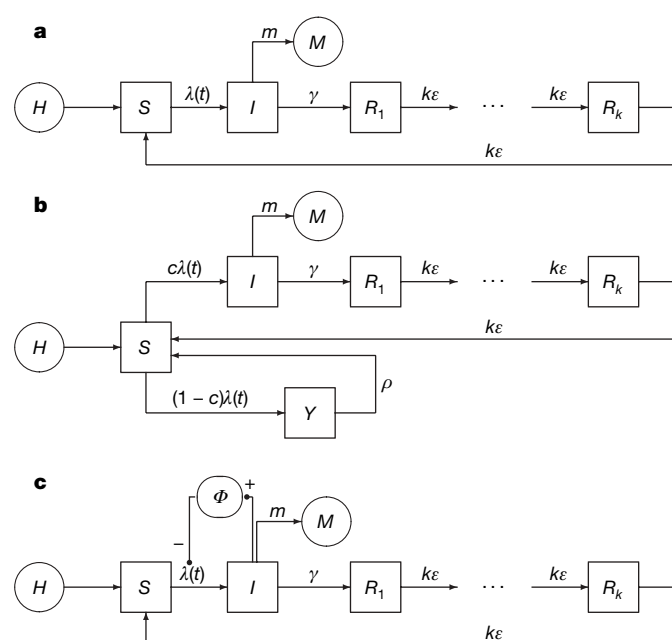 a
m M
H S λ(t) I γ R1 kε ··· kε Rk
kε
b
m M
cλ(t) I γ R1 kε ··· kε Rk
kε
H S
ρ
(1 – c)λ(t) Y
c
Φ +
m M
–
H S λ(t) I γ R1 kε ··· kε Rk
kε